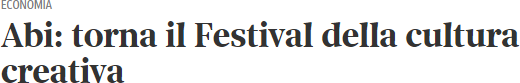 ECONOMIA
Abi: torna il Festival della cultura
creativa